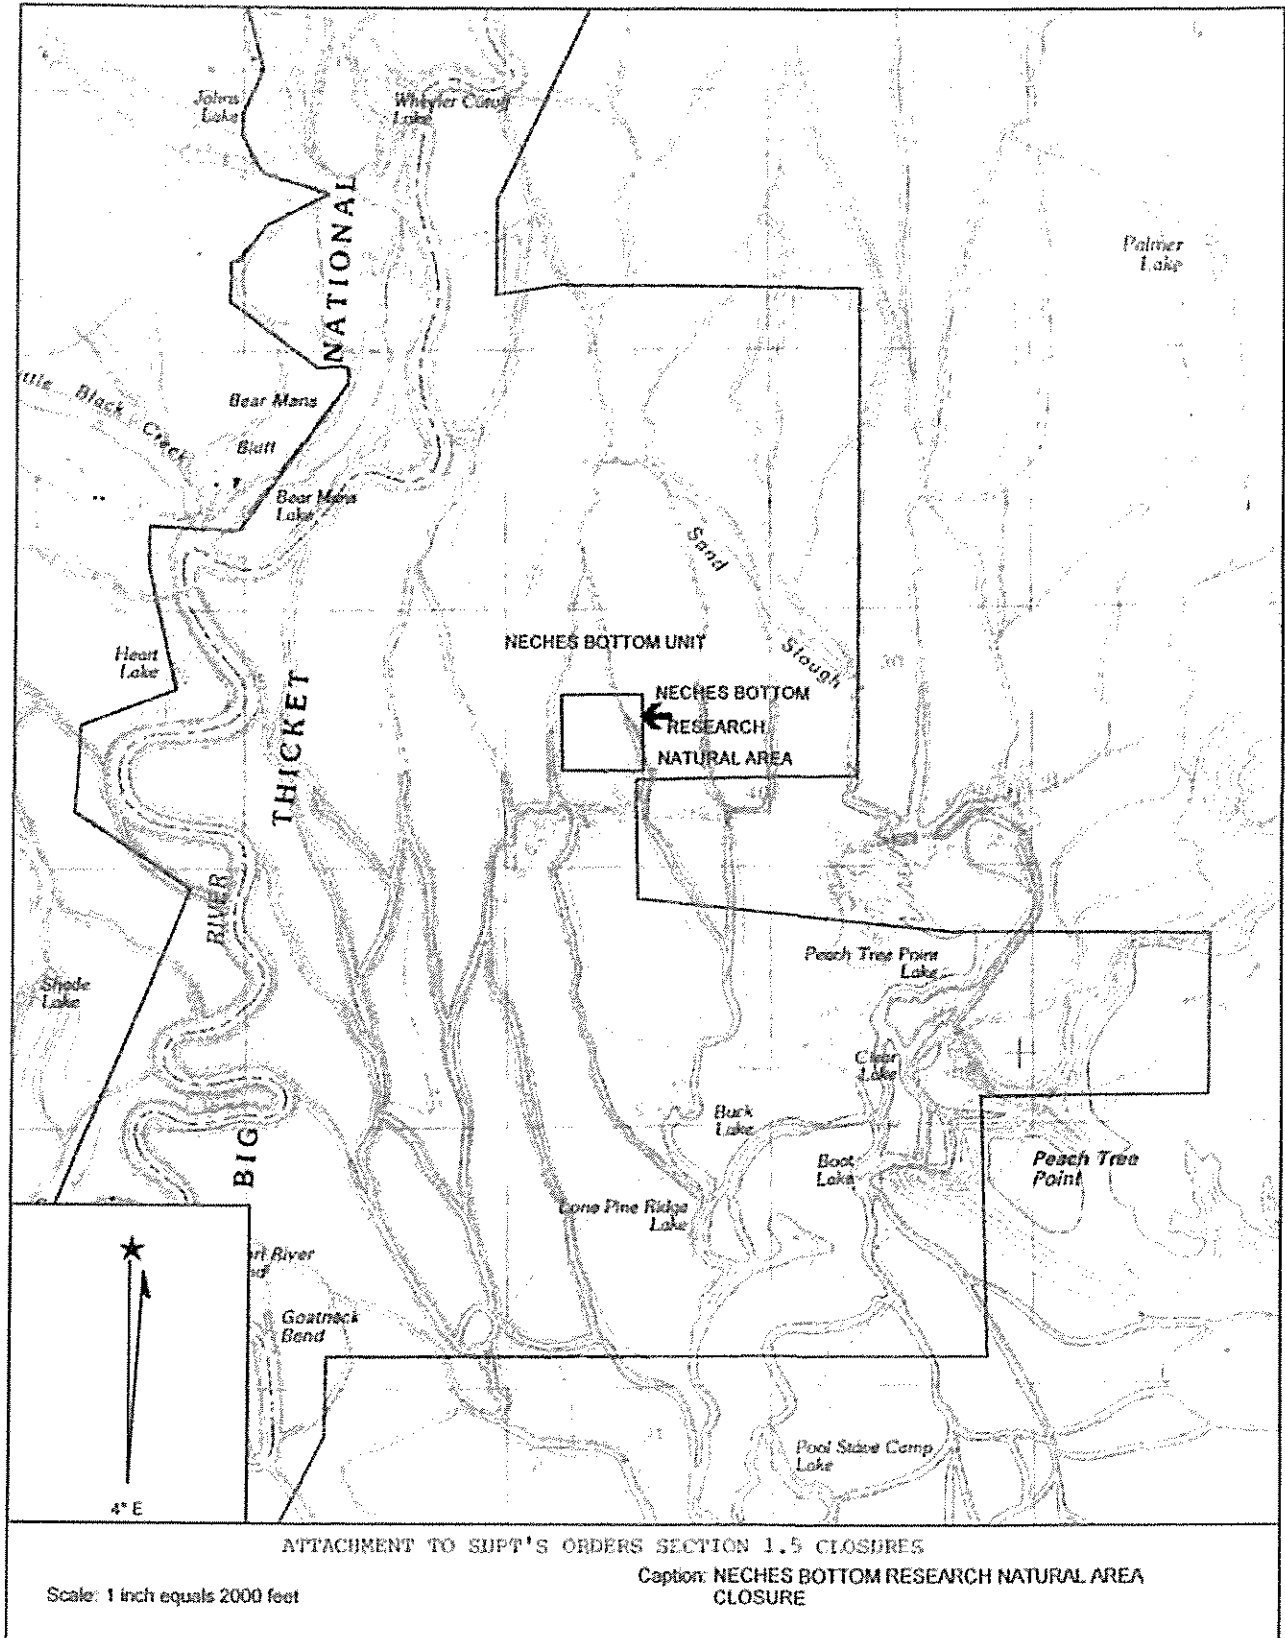 Johns
Lake
Wheeler Cutoff
Lake
NATIONAL
Palmer
Lake
Black Creek
Bear Mans
Bluff
Bear Mans
Lake
Sand
Slough
NECHES BOTTOM UNIT
Heart
Lake
THICKET
NECHES BOTTOM
RESEARCH
NATURAL AREA
RIVER
Peach Tree Point
Lake
Shade
Lake
Clear
Lake
Buck
Lake
BIG
Boot
Lake
Peach Tree
Point
Lone Pine Ridge
Lake
River
Goatneck
Bend
Pool Stave Camp
Lake
4° E
ATTACHMENT TO SUPT'S ORDERS SECTION 1.5 CLOSURES
Scale: 1 inch equals 2000 feet
Caption: NECHES BOTTOM RESEARCH NATURAL AREA
CLOSURE